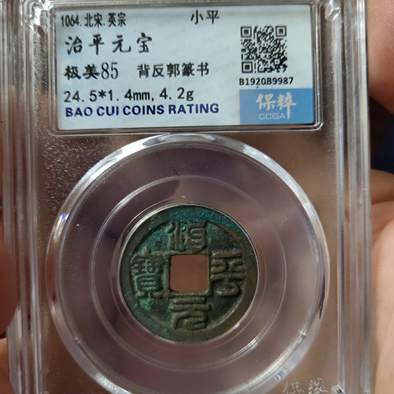 1064.北宋.英宗 小平
治平元宝
极美85 背反郭篆书
24.5*1.4mm, 4.2g
BAO CUI COINS RATING
B192089987
保粹
CCGA
治平元寶
保粹